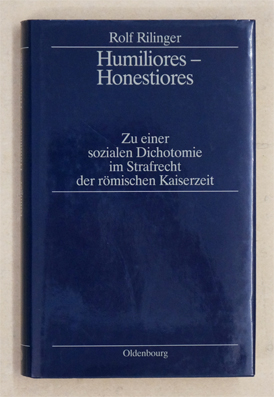 Rolf Rilinger
Humiliores –
Honestiores
Zu einer
sozialen Dichotomie
im Strafrecht
der römischen Kaiserzeit
Oldenbourg